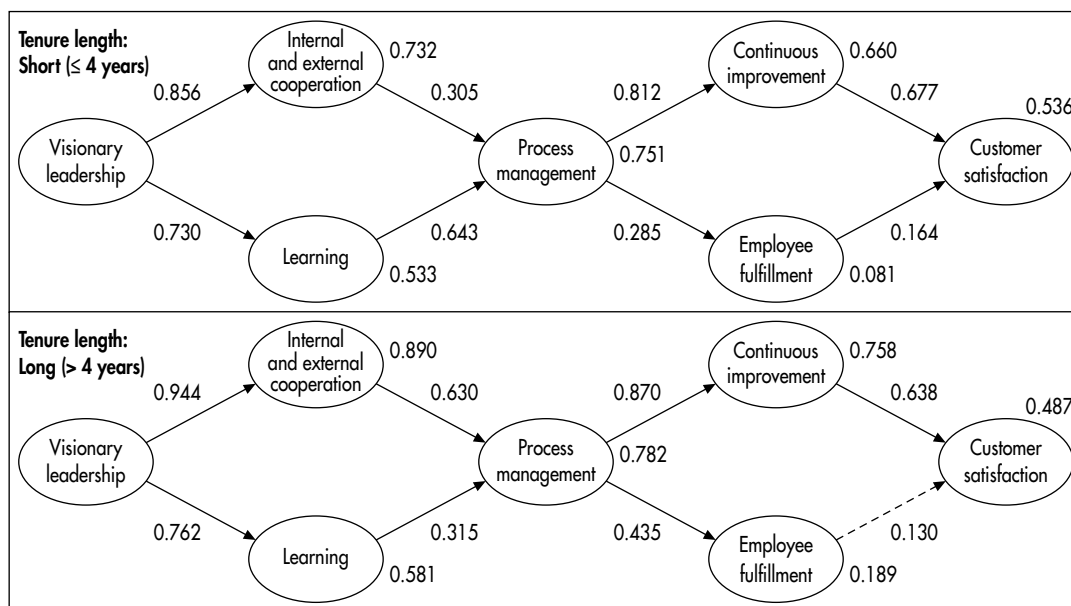 Tenure length:
Short (≤ 4 years)
Internal
and external
cooperation
0.732
Continuous
improvement
0.660
0.856
0.305
0.812
0.677
0.536
Visionary
leadership
Process
management
0.751
Customer
satisfaction
0.730
0.643
0.285
0.164
Learning
0.533
Employee
fulfillment
0.081
Tenure length:
Long (> 4 years)
Internal
and external
cooperation
0.890
Continuous
improvement
0.758
0.944
0.630
0.870
0.638
0.487
Visionary
leadership
Process
management
0.782
Customer
satisfaction
0.762
0.315
0.435
0.130
Learning
0.581
Employee
fulfillment
0.189